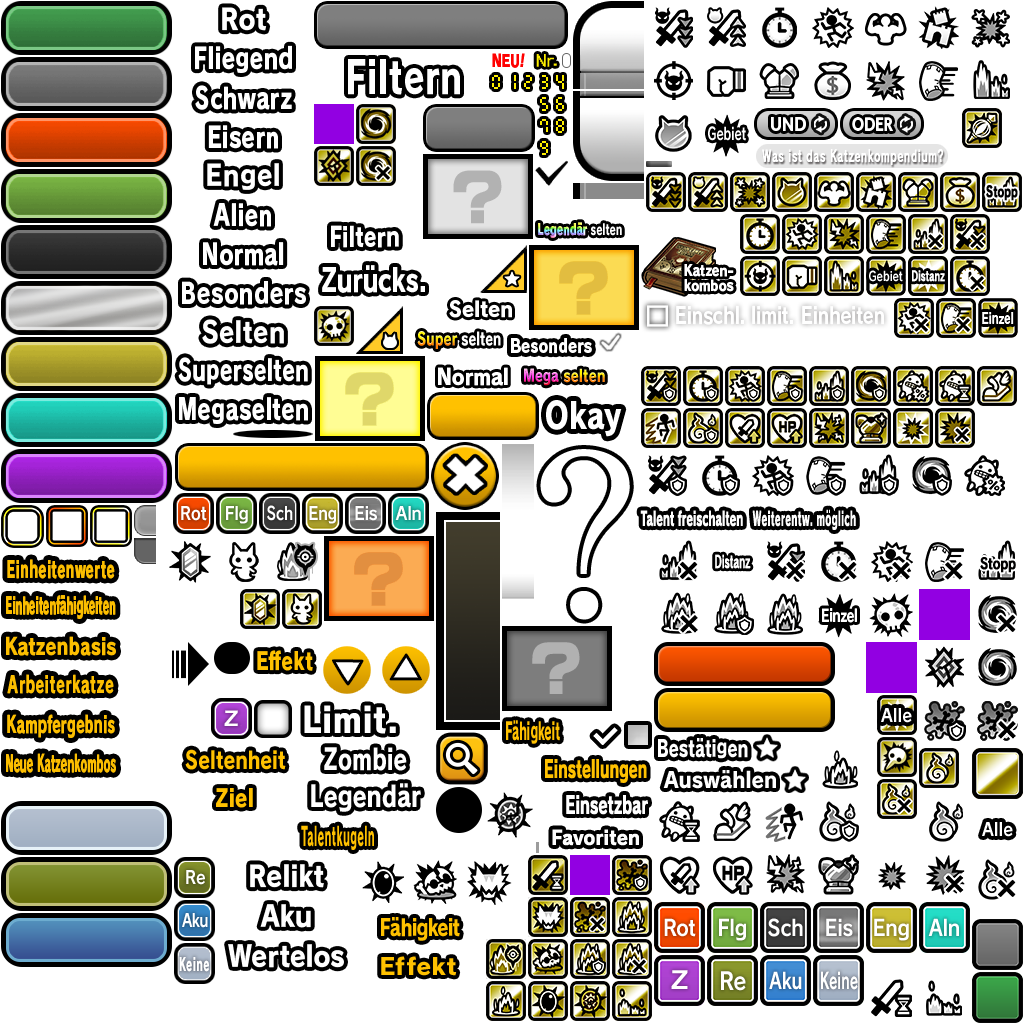 Rot
Fliegend
Schwarz
Eisern
Engel
Alien
Normal
Besonders
Selten
Superselten
Megaselten
Filtern
NEU!
Nr.
0 1 2 3 4
5 6
9 8
9
?
Legendär selten
Filtern
Zurücks.
Selten
?
Super selten
Besonders
Normal
Mega selten
?
Okay
UND
ODER
Gebiet
Was ist das Katzenkompendium?
Stopp
Katzen-
kombos
Gebiet
Distanz
Einschl. limit. Einheiten
Einzel
HP
Rot
Flg
Sch
Eng
Eis
Aln
?
?
Talent freischalten
Weiterentw. möglich
Distanz
Stopp
Einzel
Einheitenwerte
Einheitenfähigkeiten
Katzenbasis
Arbeiterkatze
Kampfergebnis
Neue Katzenkombos
Effekt
Z
Limit.
Seltenheit
Zombie
Ziel
Legendär
Talentkugeln
?
Fähigkeit
Einstellungen
Einsetzbar
Favoriten
Bestätigen
Auswählen
Alle
Alle
HP
Re
Aku
Keine
Relikt
Aku
Wertelos
Fähigkeit
Effekt
Rot
Flg
Sch
Eis
Eng
Aln
Z
Re
Aku
Keine